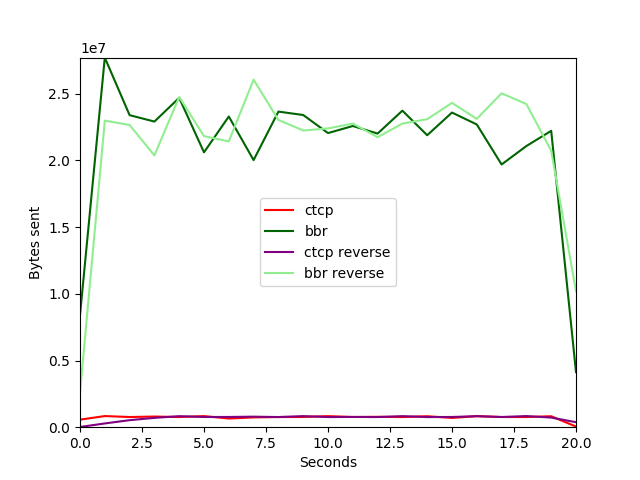 1e7
2.5
2.0
1.5
1.0
0.5
0.0
Bytes sent
ctcp
bbr
ctcp reverse
bbr reverse
0.0 2.5 5.0 7.5 10.0 12.5 15.0 17.5 20.0
Seconds